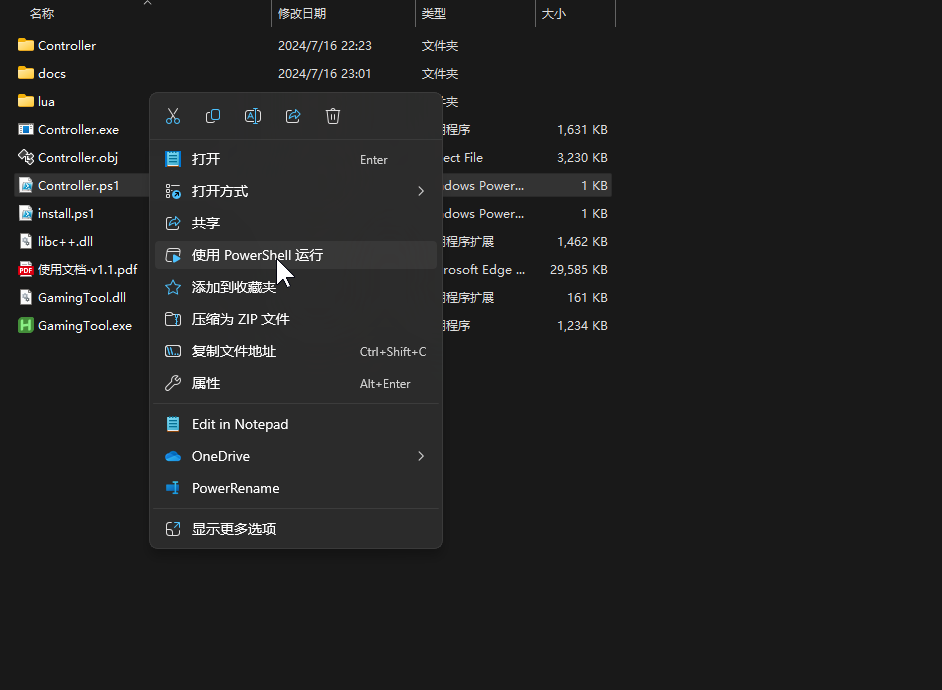 名称 修改日期 类型 大小
Controller 2024/7/16 22:23 文件夹
docs 2024/7/16 23:01 文件夹
lua 夹
Controller.exe 程序 1,631 KB
Controller.obj ect File 3,230 KB
Controller.ps1 dows Power... 1 KB
install.ps1 dows Power... 1 KB
libc++.dll 程序扩展 1,462 KB
使用文档-v1.1.pdf rosoft Edge ... 29,585 KB
GamingTool.dll 程序扩展 161 KB
GamingTool.exe 程序 1,234 KB
打开 Enter
打开方式
共享
使用 PowerShell 运行
添加到收藏夹
压缩为 ZIP 文件
复制文件地址 Ctrl+Shift+C
属性 Alt+Enter
Edit in Notepad
OneDrive
PowerRename
显示更多选项